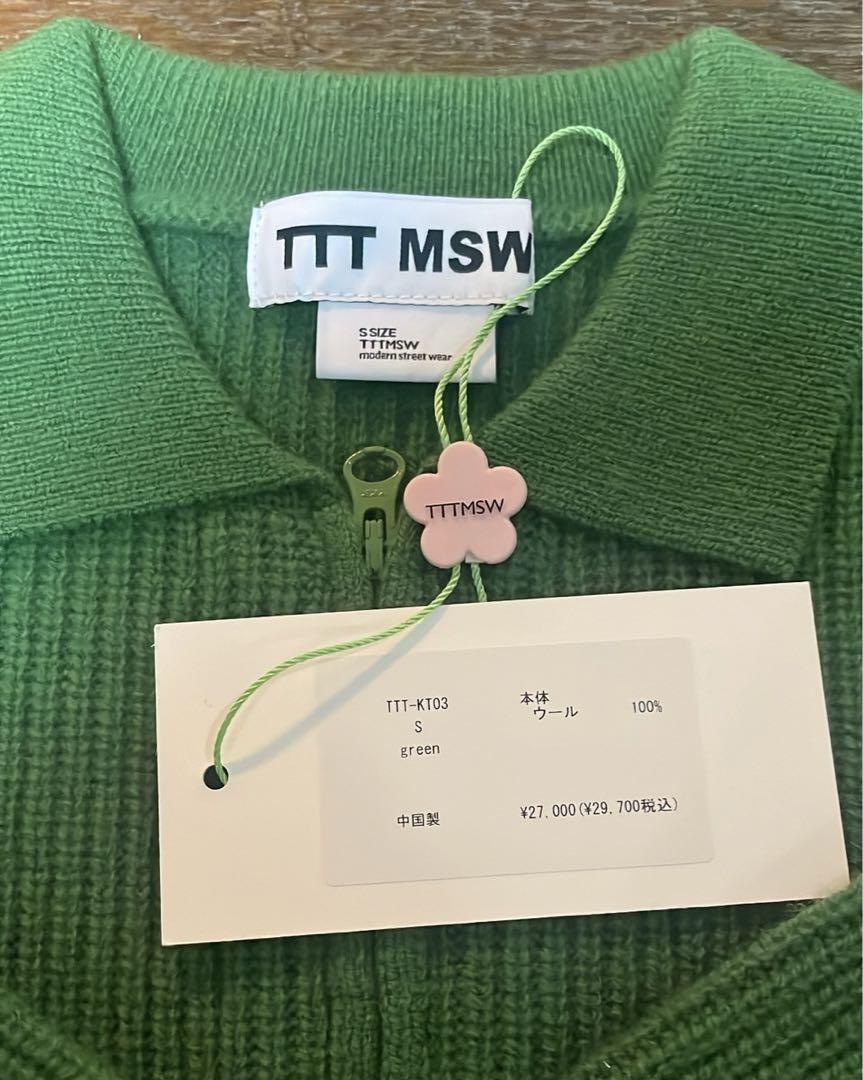 TTT MSW
S SIZE
TTTMSW
modern street wear
TTTMSW
TTT-KT03
S
green
本体
ウール 100%
中国製
¥27,000(¥29,700税込)